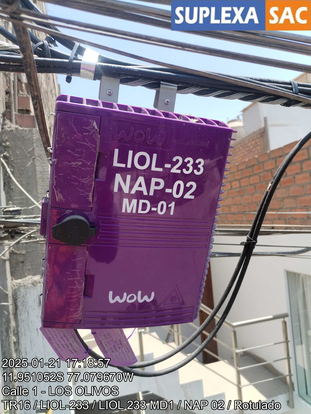 SUPLEXA SAC
WOW
LIOL-233
NAP-02
MD-01
WOW
2025-01-21 17:18:57
11.951052S 77.079670W
Calle 1 - LOS OLIVOS
TR16 / LIOL-233 / LIOL 233 MD1 / NAP 02 / Rotulado